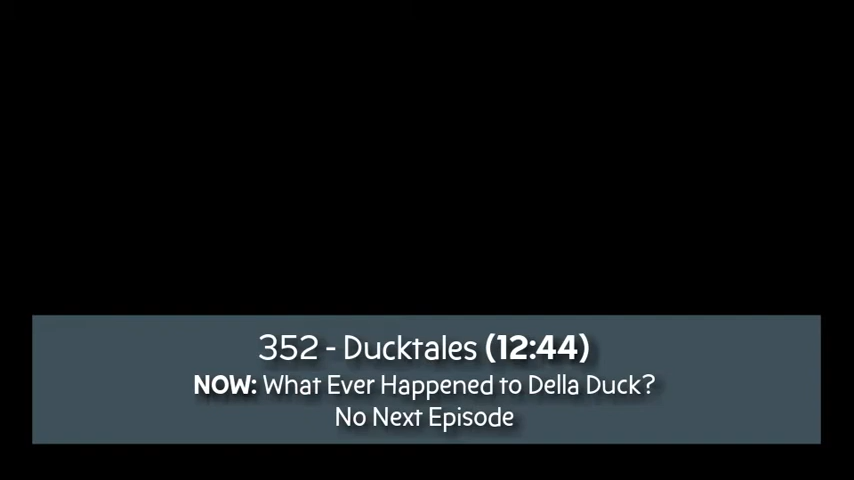 352 - Ducktales (12:44)
NOW: What Ever Happened to Della Duck?
No Next Episode